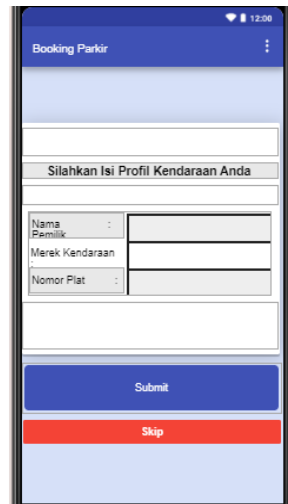 12:00
Booking Parkir
Silahkan Isi Profil Kendaraan Anda
Nama :
Pemilik
Merek Kendaraan
:
Nomor Plat :
Submit
Skip